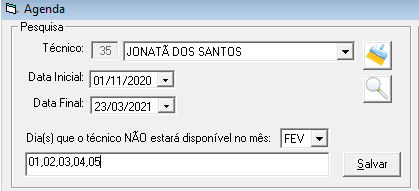 Agenda
Pesquisa
Técnico: 35 JONATÃ DOS SANTOS
Data Inicial: 01/11/2020
Data Final: 23/03/2021
Dia(s) que o técnico NÃO estará disponível no mês: FEV
01,02,03,04,05 Salvar